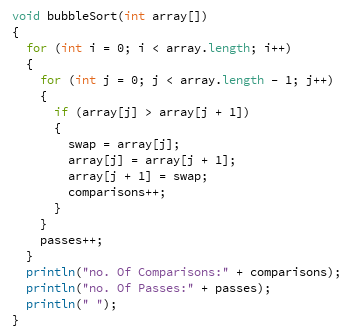 void bubbleSort(int array[])
{
  for (int i = 0; i < array.length; i++)
  {
    for (int j = 0; j < array.length - 1; j++)
    {
      if (array[j] > array[j + 1])
      {
        swap = array[j];
        array[j] = array[j + 1];
        array[j + 1] = swap;
        comparisons++;
      }
    }
    passes++;
  }
  println("no. Of Comparisons:" + comparisons);
  println("no. Of Passes:" + passes);
  println(" ");
}